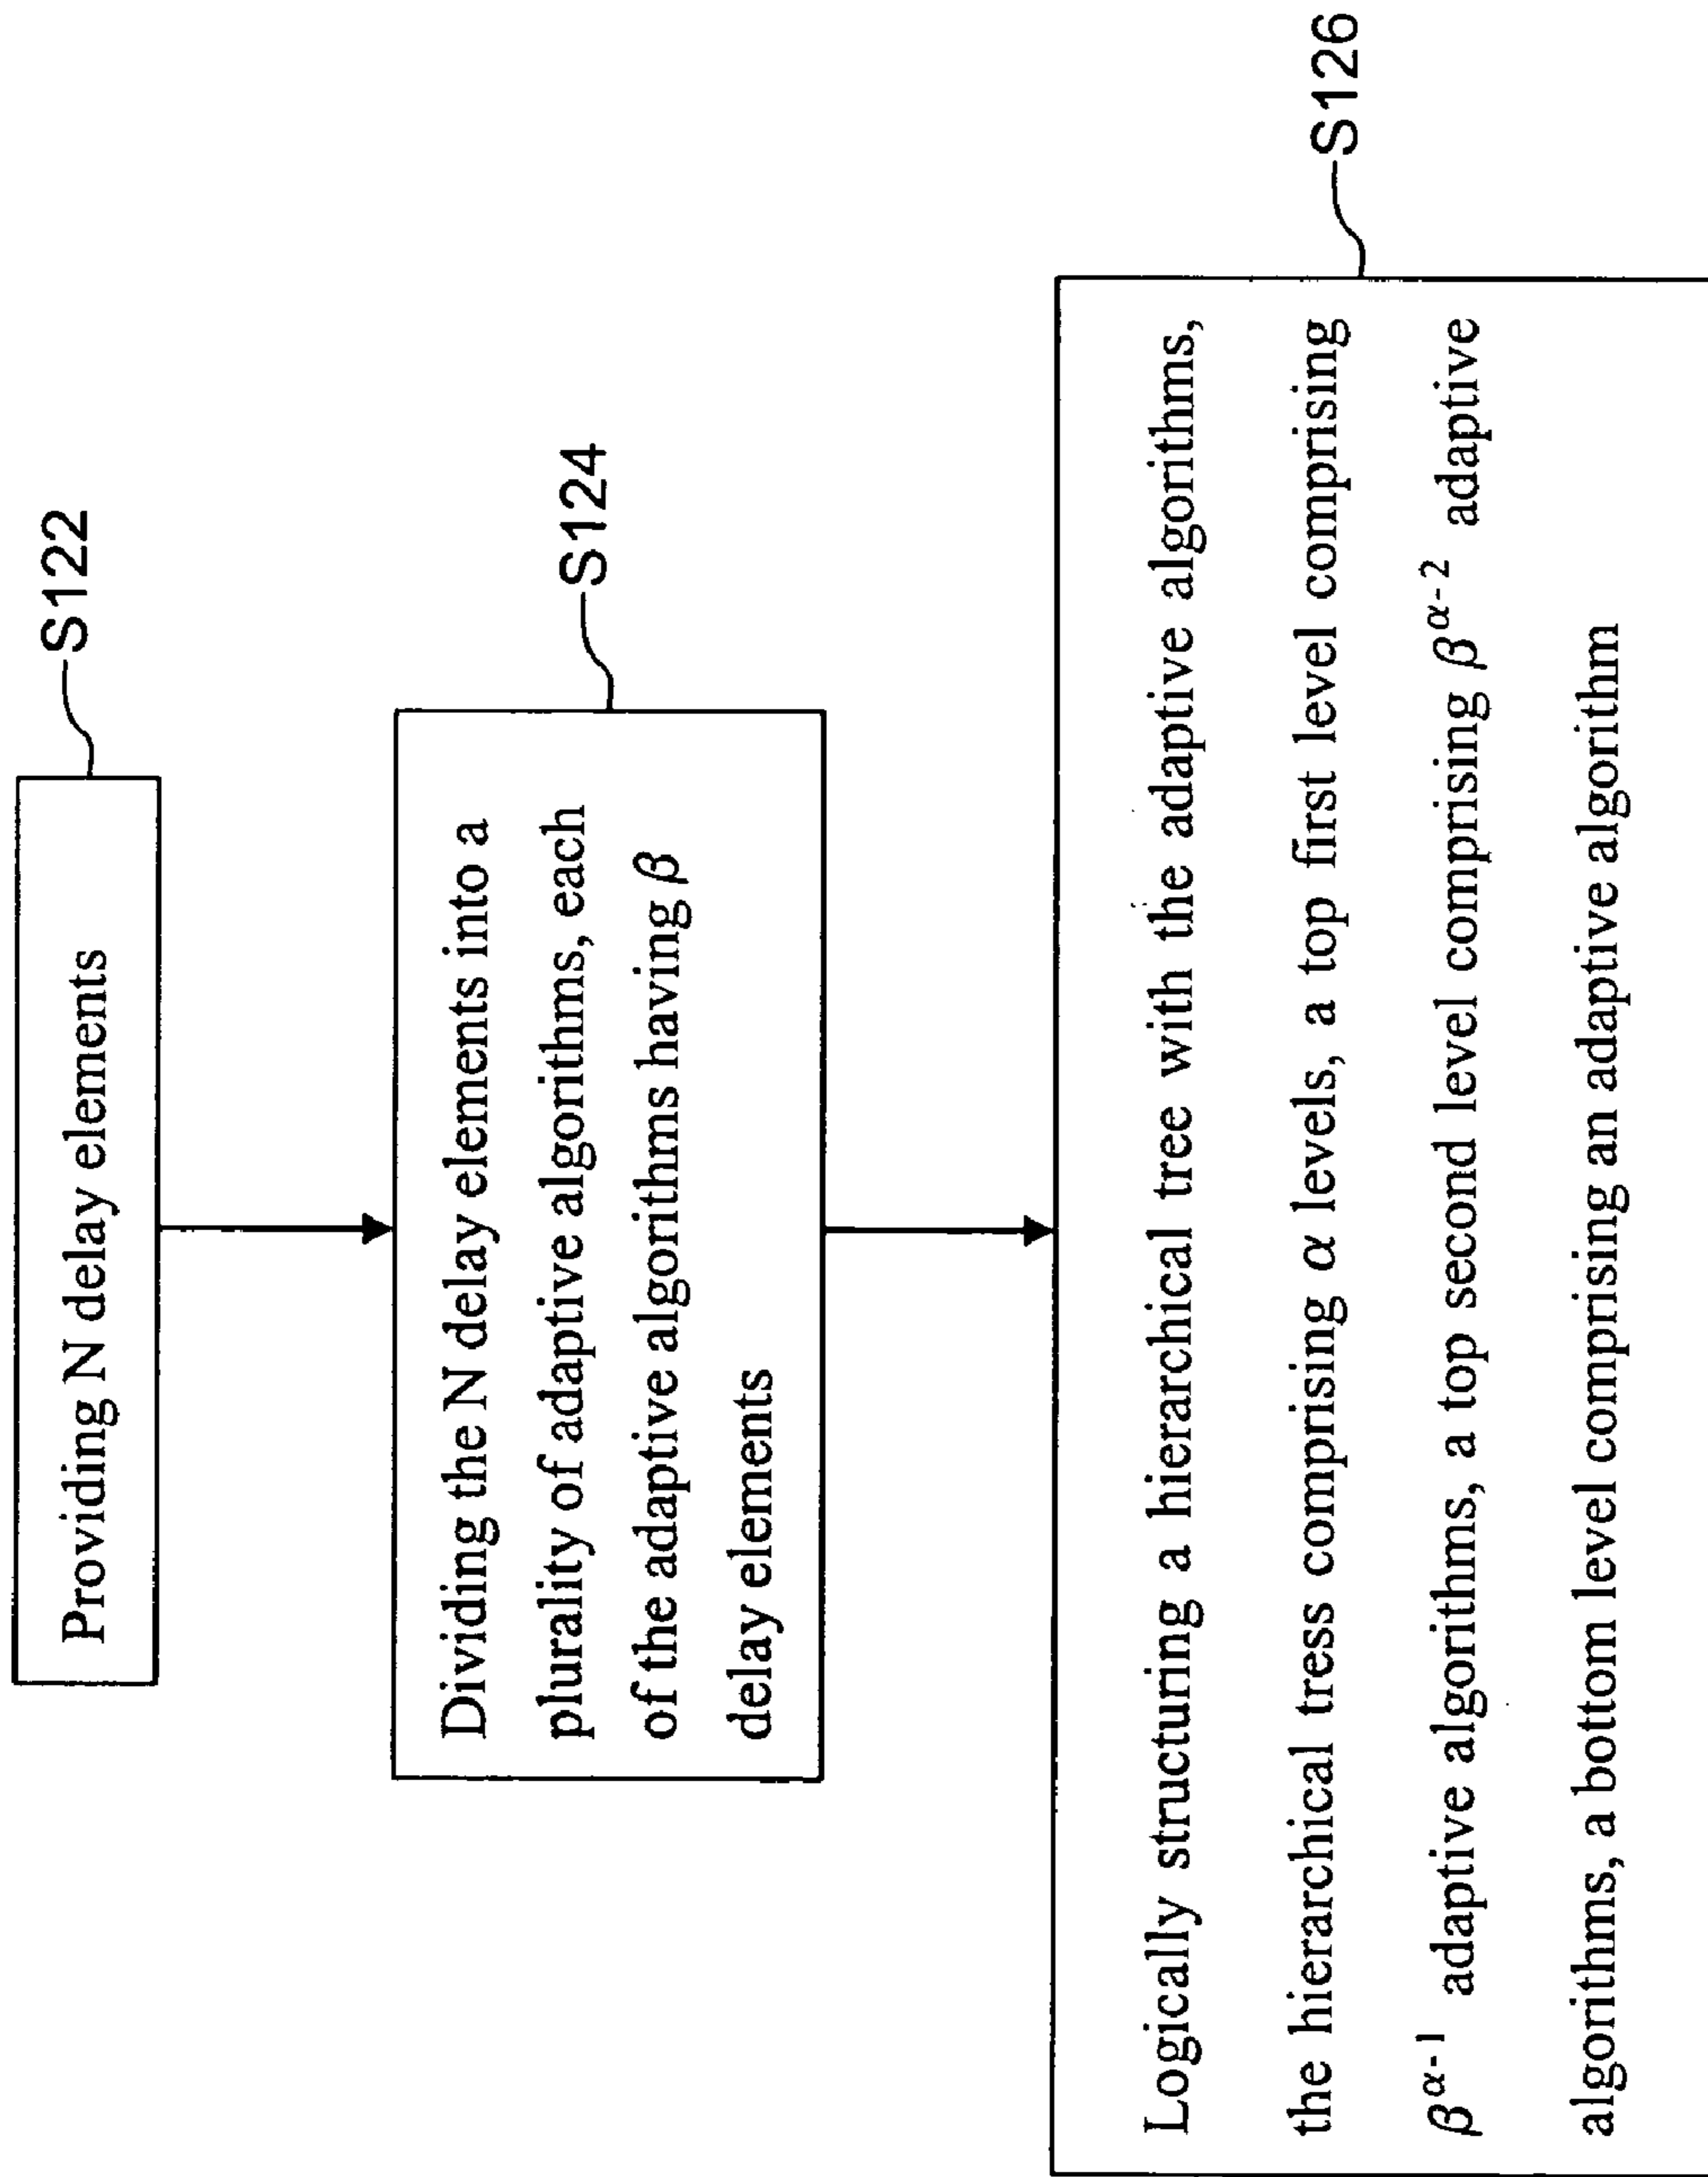 Providing N delay elements
S122
Dividing the N delay elements into a
plurality of adaptive algorithms, each
of the adaptive algorithms having β
delay elements
S124
Logically structuring a hierarchical tree with the adaptive algorithms,
the hierarchical tress comprising α levels, a top first level comprising
β^{α-1} adaptive algorithms, a top second level comprising β^{α-2} adaptive
algorithms, a bottom level comprising an adaptive algorithm
S126